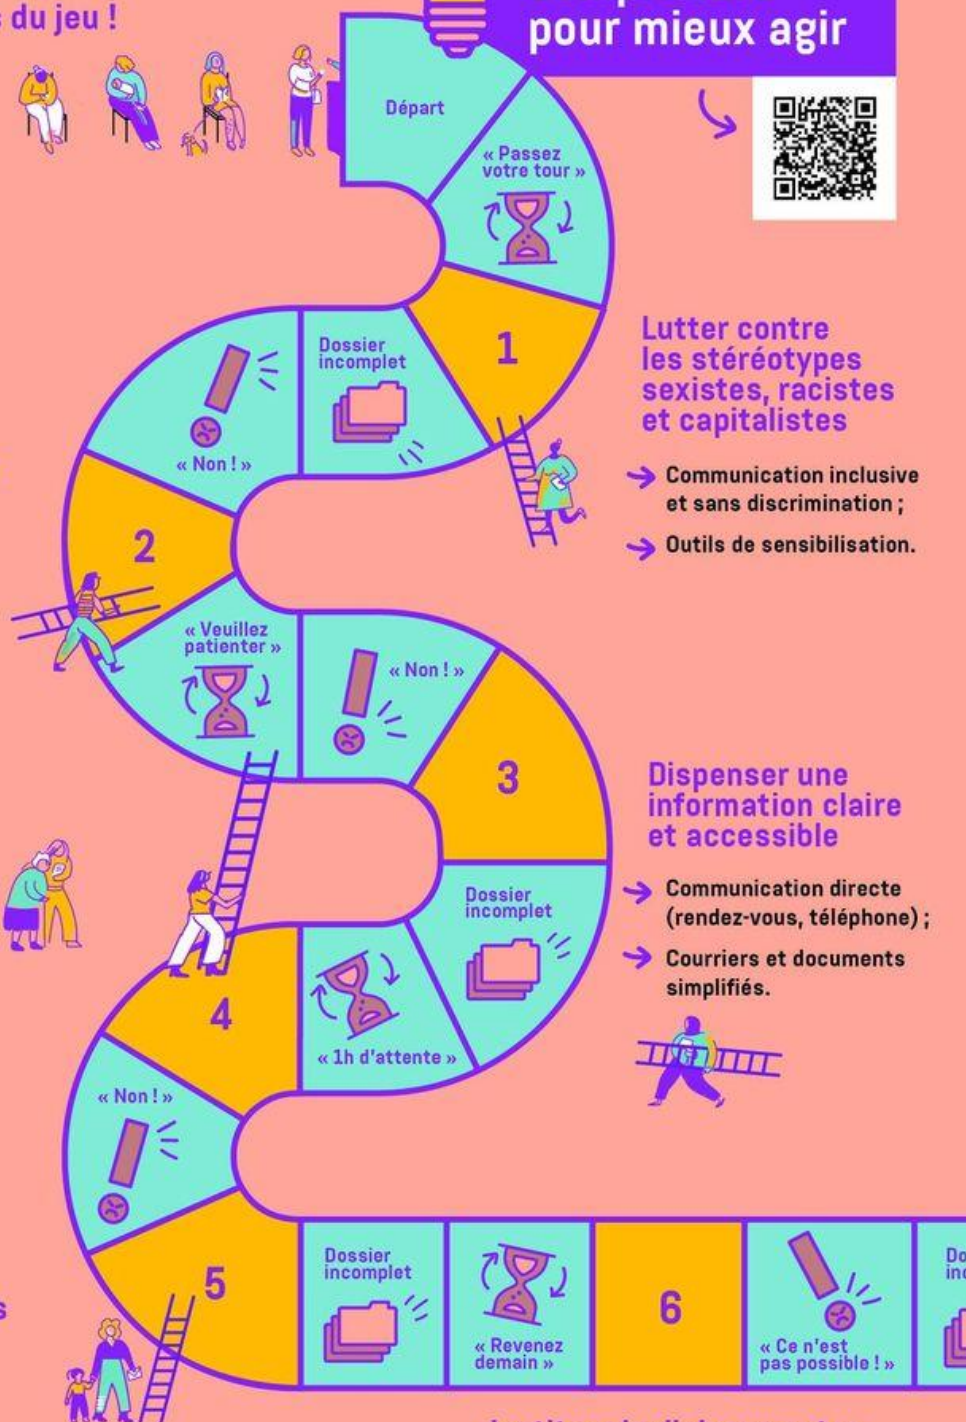 du jeu !
pour mieux agir
Départ
« Passez
votre tour »
1
Dossier
incomplet
« Non ! »
Lutter contre
les stéréotypes
sexistes, racistes
et capitalistes
→ Communication inclusive
et sans discrimination ;
→ Outils de sensibilisation.
2
« Veuillez
patienter »
« Non ! »
3
Dispenser une
information claire
et accessible
→ Communication directe
(rendez-vous, téléphone) ;
→ Courriers et documents
simplifiés.
Dossier
incomplet
« 1h d'attente »
4
« Non ! »
5
Dossier
incomplet
« Revenez
demain »
6
« Ce n'est
pas possible ! »